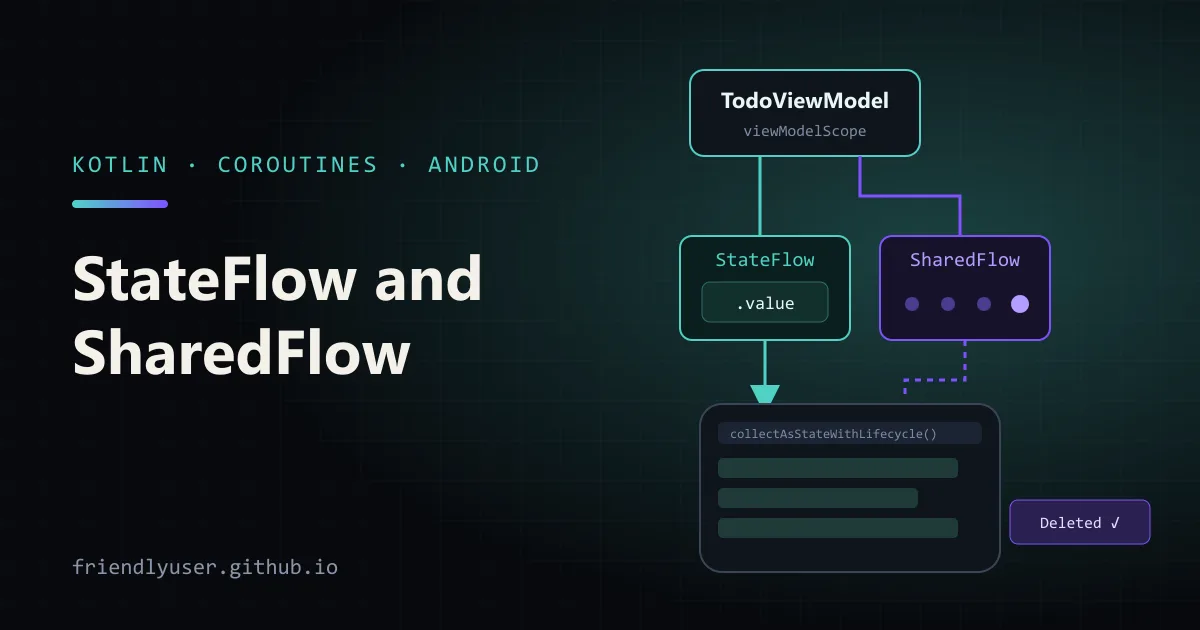 KOTLIN · COROUTINES · ANDROID
StateFlow and
SharedFlow
friendlyuser.github.io
TodoViewModel
viewModelScope
StateFlow
.value
SharedFlow
collectAsStateWithLifecycle()
Deleted ✓